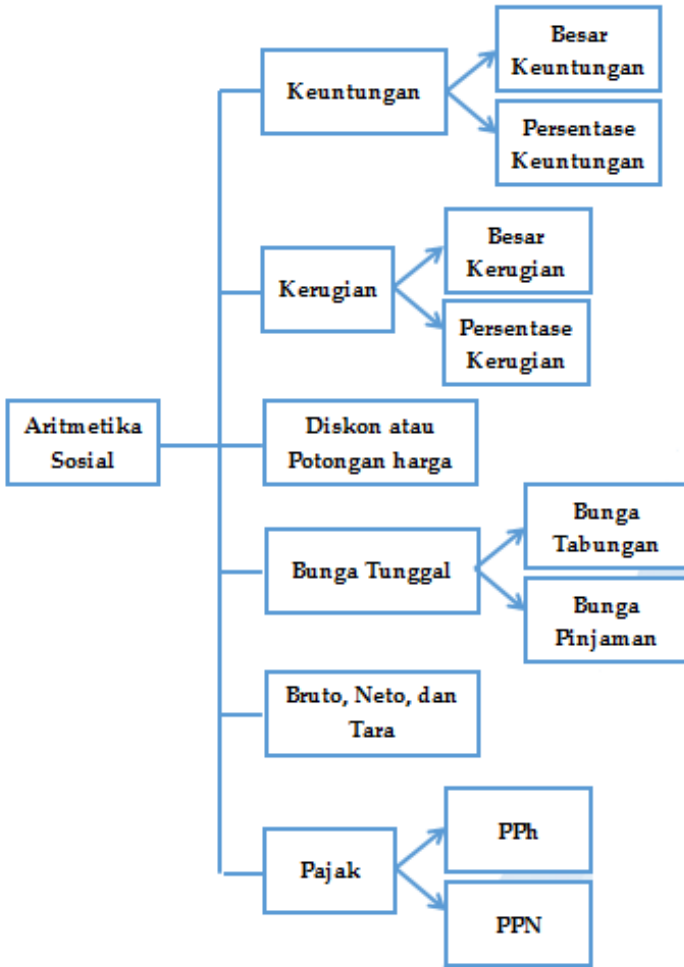 Besar
Keuntungan
Keuntungan
Persentase
Keuntungan
Besar
Kerugian
Kerugian
Persentase
Kerugian
Aritmetika
Sosial
Diskon atau
Potongan harga
Bunga
Tabungan
Bunga Tunggal
Bunga
Pinjaman
Bruto, Neto, dan
Tara
PPh
Pajak
PPN